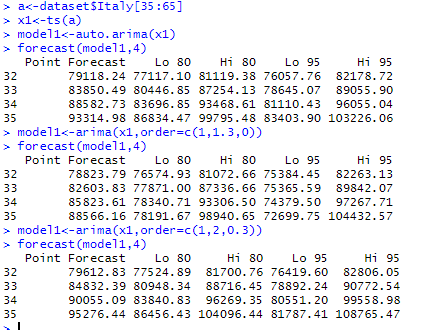 > a<-dataset$Italy[35:65]
> x1<-ts(a)
> model1<-auto.arima(x1)
> forecast(model1,4)
Point Forecast Lo 80 Hi 80 Lo 95 Hi 95
32 79118.24 77117.10 81119.38 76057.76 82178.72
33 83850.49 80446.85 87254.13 78645.07 89055.90
34 88582.73 83696.85 93468.61 81110.43 96055.04
35 93314.98 86834.47 99795.48 83403.90 103226.06
> model1<-arima(x1,order=c(1,1.3,0))
> forecast(model1,4)
Point Forecast Lo 80 Hi 80 Lo 95 Hi 95
32 78823.79 76574.93 81072.66 75384.45 82263.13
33 82603.83 77871.00 87336.66 75365.59 89842.07
34 85823.61 78340.71 93306.50 74379.50 97267.71
35 88566.16 78191.67 98940.65 72699.75 104432.57
> model1<-arima(x1,order=c(1,2,0.3))
> forecast(model1,4)
Point Forecast Lo 80 Hi 80 Lo 95 Hi 95
32 79612.83 77524.89 81700.76 76419.60 82806.05
33 84832.39 80948.34 88716.45 78892.24 90772.54
34 90055.09 83840.83 96269.35 80551.20 99558.98
35 95276.44 86456.43 104096.44 81787.41 108765.47
>